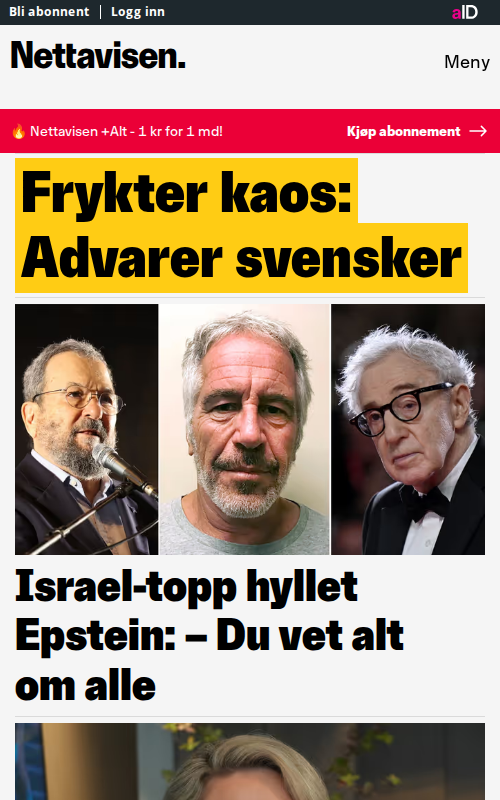 Bli abonnent
Logg inn
aID
Nettavisen.
Meny
🔥 Nettavisen +Alt - 1 kr for 1 md!
Kjøp abonnement →
Frykter kaos:
Advarer svensker
Israel-topp hyllet
Epstein: – Du vet alt
om alle